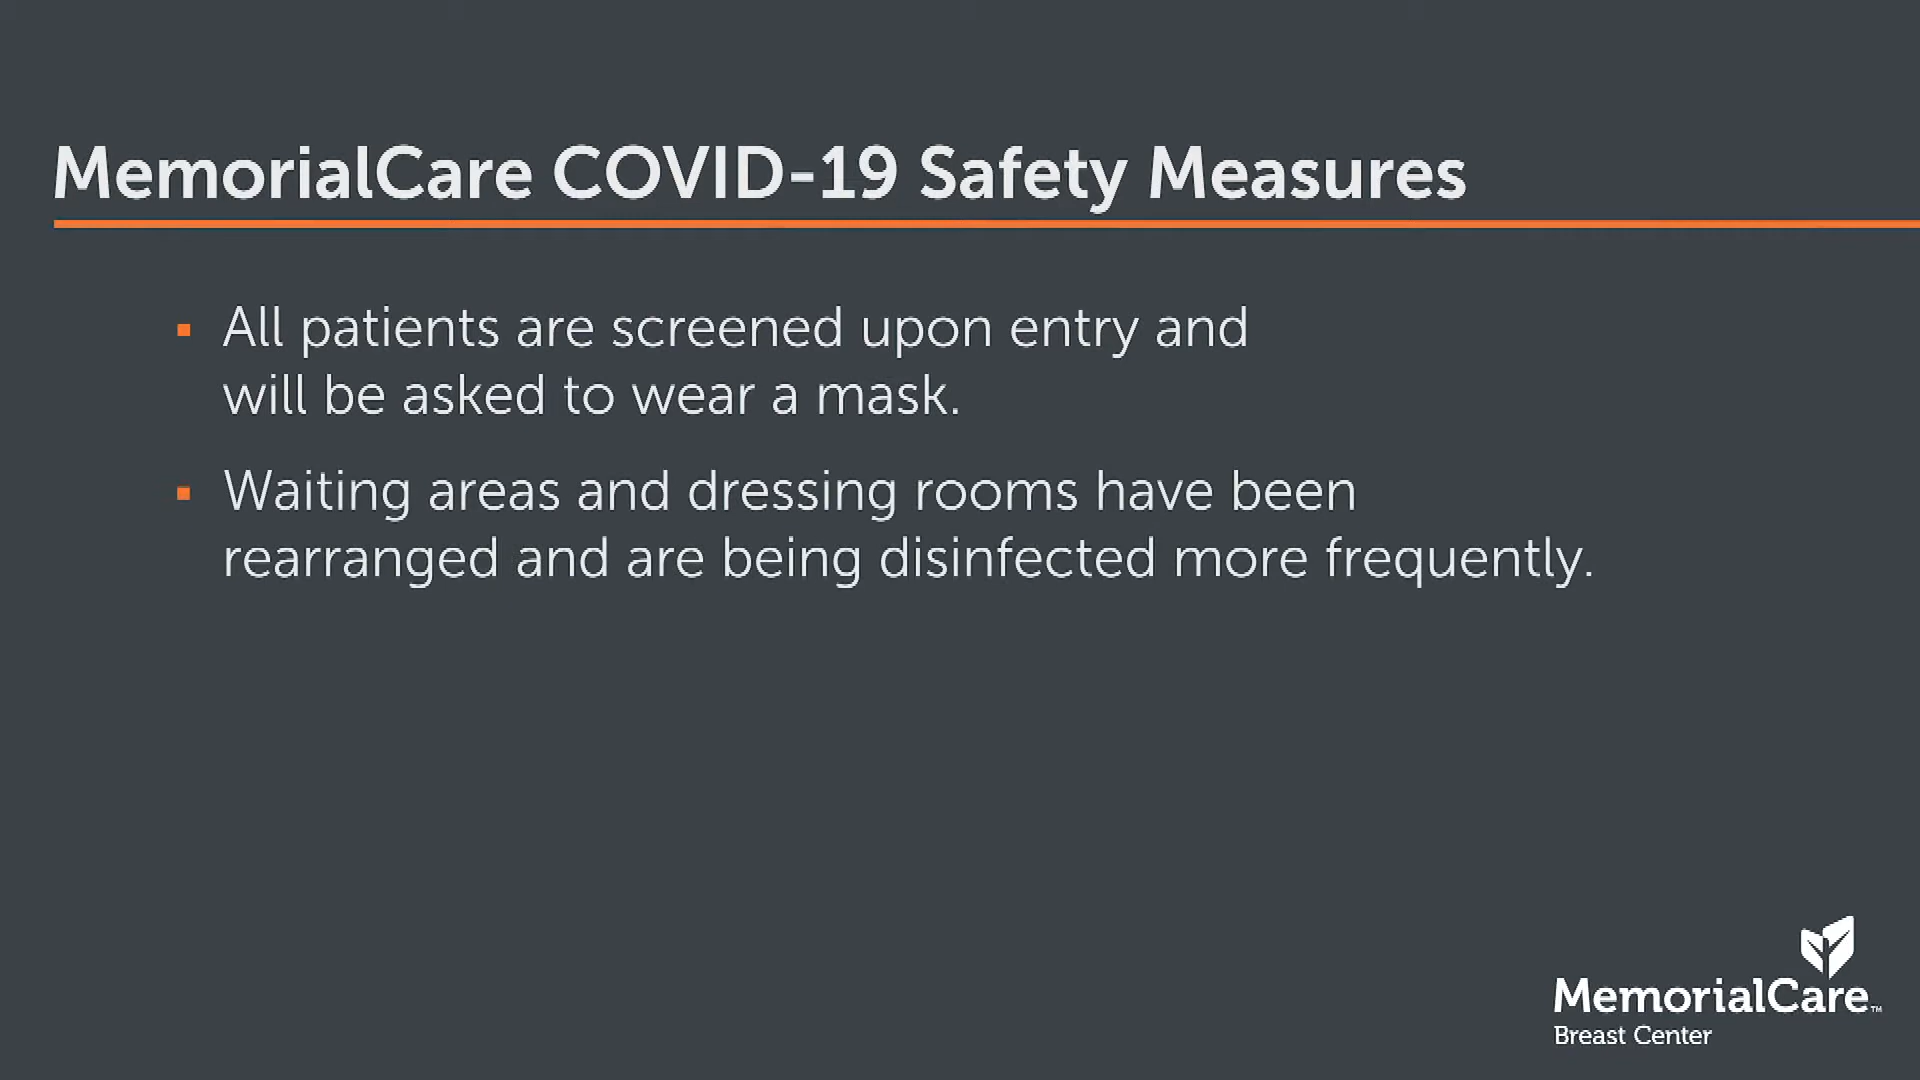 MemorialCare COVID-19 Safety Measures
▪ All patients are screened upon entry and
will be asked to wear a mask.
▪ Waiting areas and dressing rooms have been
rearranged and are being disinfected more frequently.
MemorialCare™
Breast Center